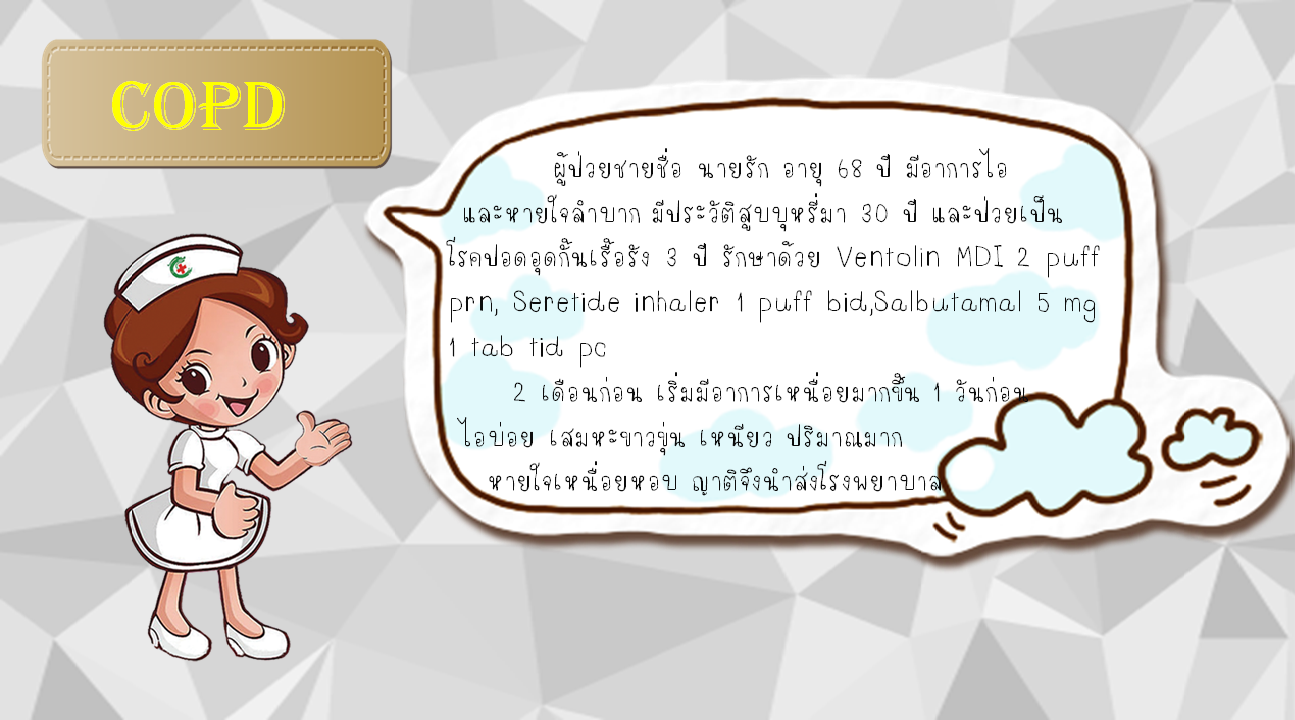 COPD
ผู้ป่วยชายชื่อ นายรัก อายุ 68 ปี มีอาการไอ
และหายใจลำบาก มีประวัติสูบบุหรี่มา 30 ปี และป่วยเป็น
โรคปอดอุดกั้นเรื้อรัง 3 ปี รักษาด้วย Ventolin MDI 2 puff
prn, Seretide inhaler 1 puff bid,Salbutamal 5 mg
1 tab tid pc
2 เดือนก่อน เริ่มมีอาการเหนื่อยมากขึ้น 1 วันก่อน
ไอบ่อย เสมหะขาวขุ่น เหนียว ปริมาณมาก
หายใจเหนื่อยหอบ ญาติจึงนำส่งโรงพยาบาล